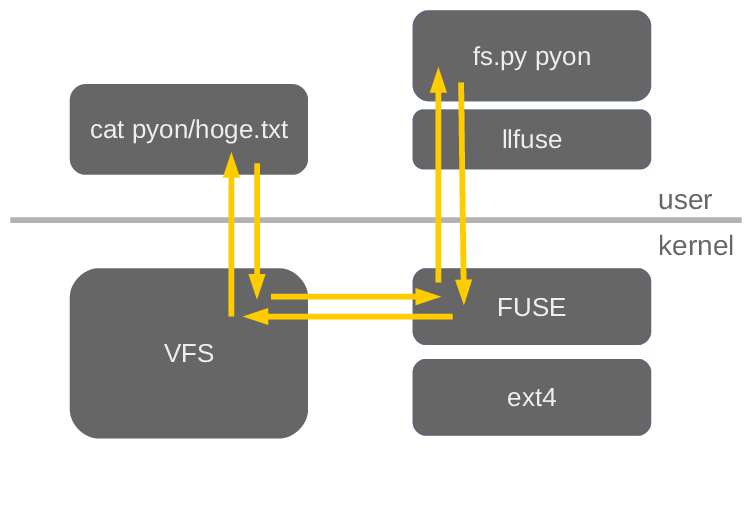 fs.py pyon
cat pyon/hoge.txt
llfuse
user
kernel
FUSE
VFS
ext4